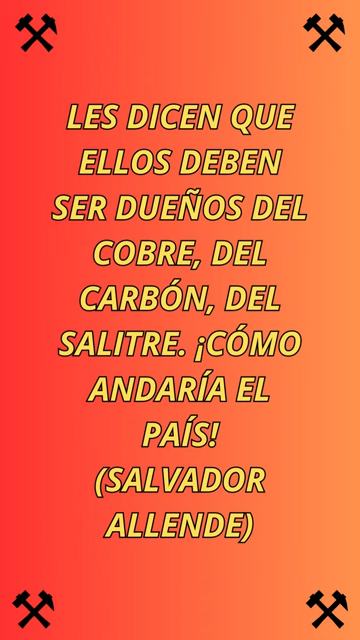 LES DICEN QUE
ELLOS DEBEN
SER DUEÑOS DEL
COBRE, DEL
CARBÓN, DEL
SALITRE. ¡CÓMO
ANDARÍA EL
PAÍS!
(SALVADOR
ALLENDE)